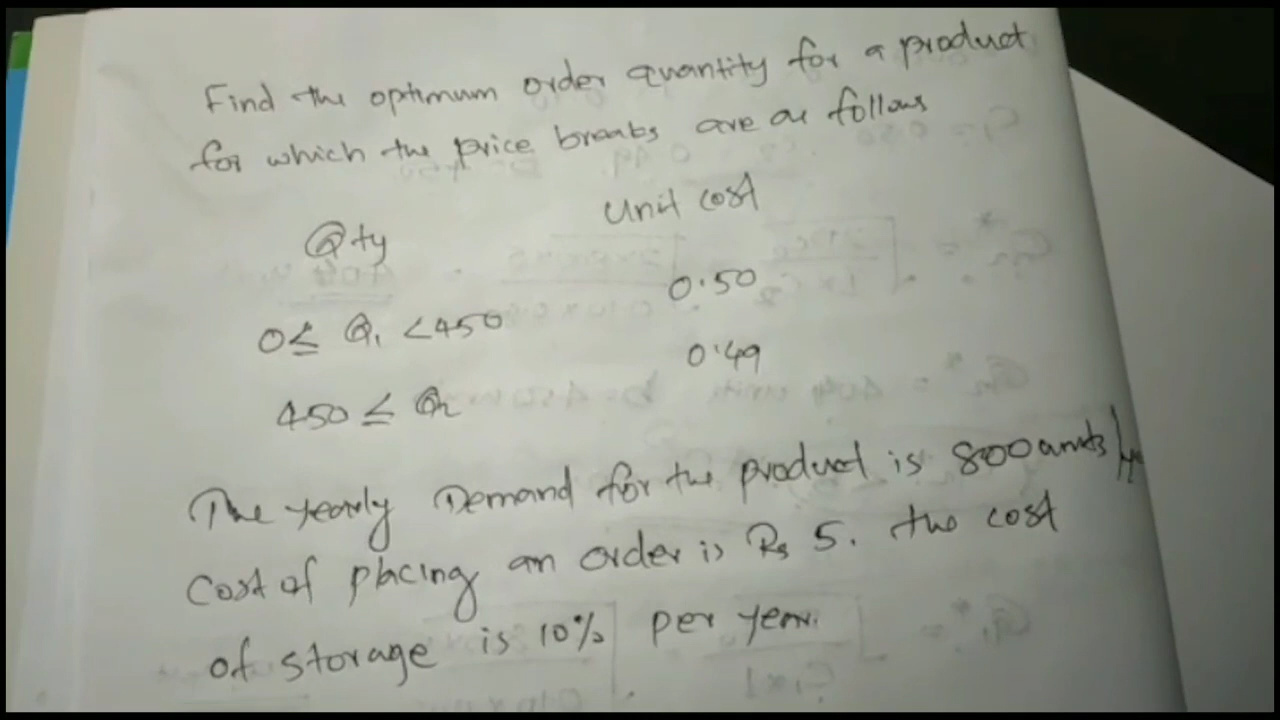 Find the optimum order quantity for a product
for which the price breaks are as follows
Qty Unit cost
0≤ Q₁ <450 0.50
450 ≤ Q₂ 0.49
The yearly Demand for the product is 800 units/
Cost of placing an order is Rs 5. the cost
of storage is 10% per year.